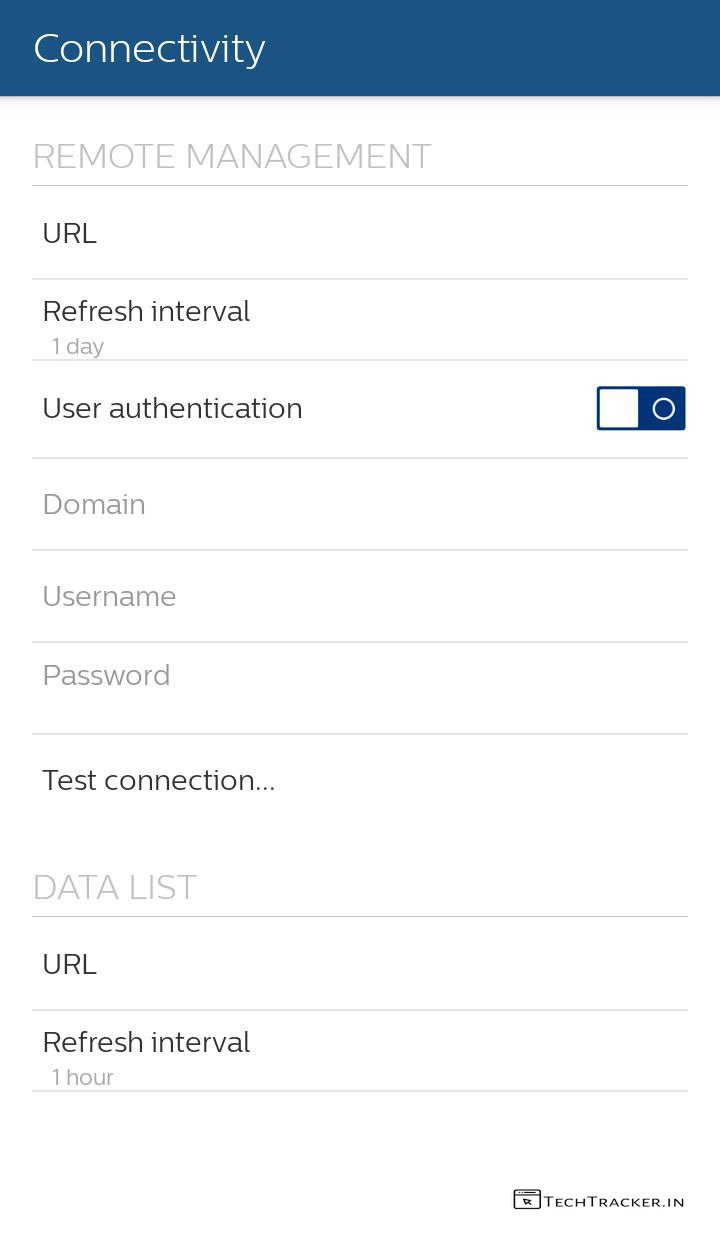 Connectivity
REMOTE MANAGEMENT
URL
Refresh interval
1 day
User authentication
Domain
Username
Password
Test connection...
DATA LIST
URL
Refresh interval
1 hour
TECHTRACKER.IN